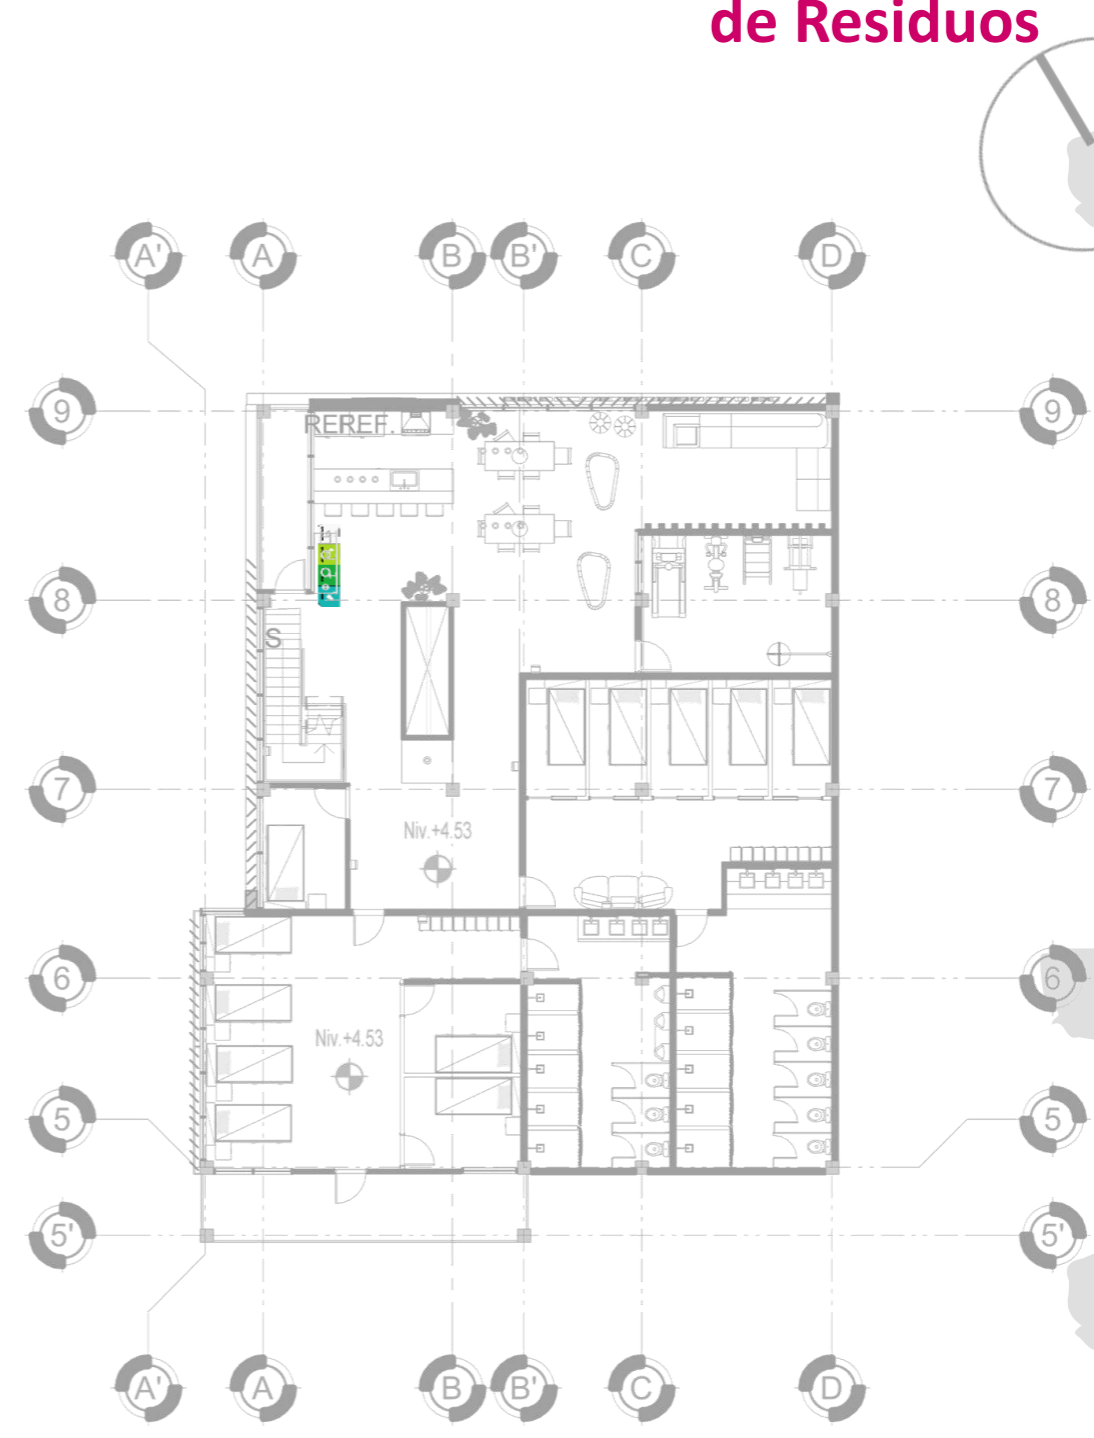 de Residuos
A' A B B' C D
9 9
REREF.
8 8
S
7 7
Niv.+4.53
6 6
Niv.+4.53
5 5
5' 5'
A' A B B' C D